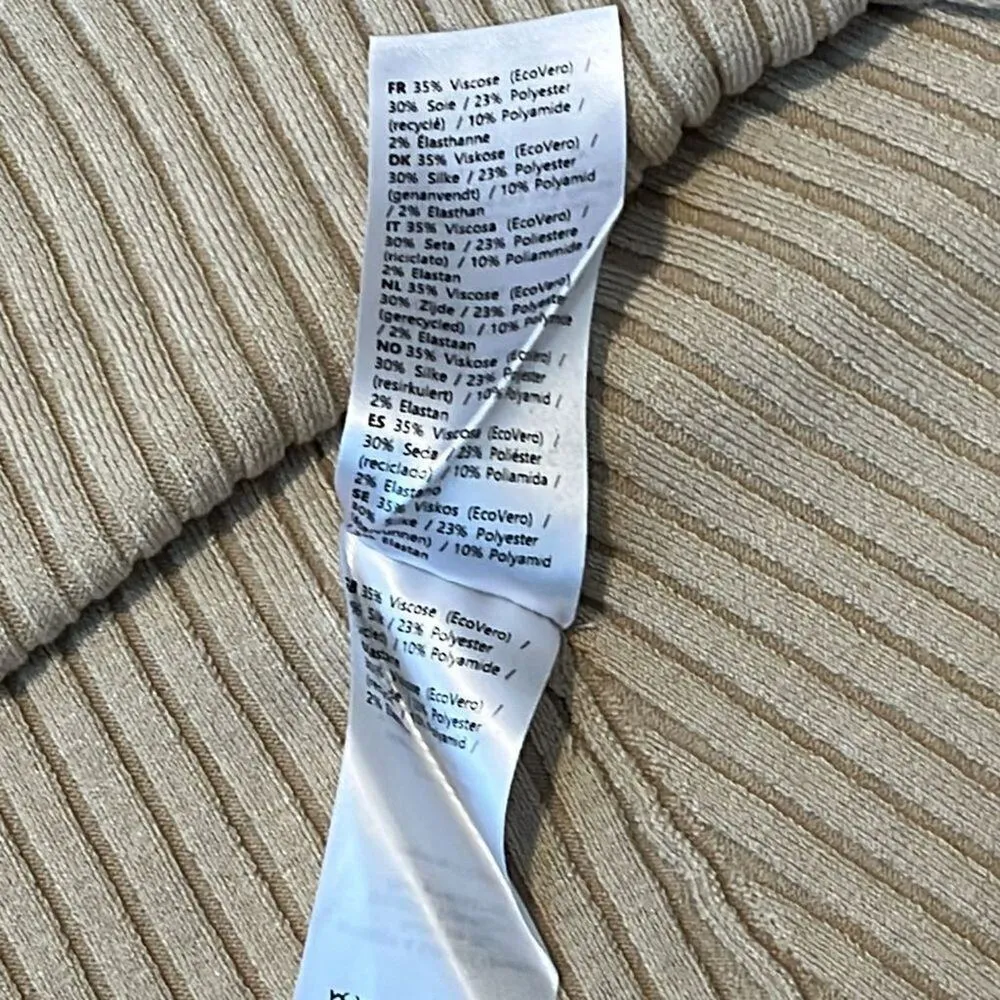 FR 35% Viscose (EcoVero) /
30% Soie / 23% Polyester
(recyclé) / 10% Polyamide /
2% Élasthanne
DK 35% Viskose (EcoVero) /
30% Silke / 23% Polyester
(genanvendt) / 10% Polyamid
/ 2% Elasthan
IT 35% Viscosa (EcoVero) /
30% Seta / 23% Poliestere
(riciclato) / 10% Poliammide /
2% Elastan
NL 35% Viscose (EcoVero)
30% Zijde / 23% Polyester
(gerecycled) / 10%
/ 2% Elastaan
NO 35% Viskose (EcoVero) /
30% Silke / 23%
(resirkulert) / 10% /
2% Elastan
ES 35% Viscosa (EcoVero) /
30% Seda / 23% Poliéster
(reciclado) / 10% Poliamida /
2% Elastano
SE 35% Viskos (EcoVero) /
/ 23% Polyester
/ 10% Polyamid
Elastan
35% Viscose (EcoVero) /
Silk / 23% Polyester
/ 10% Polyamide /
(EcoVero) /
Polyester
2% /